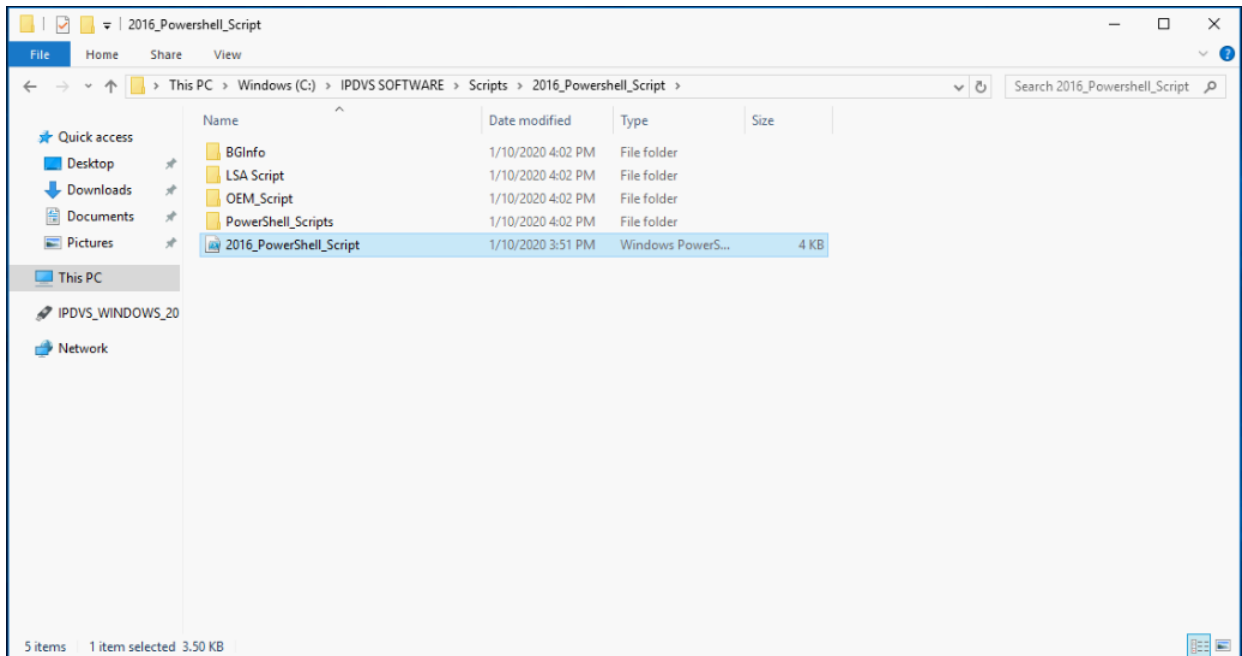 2016_Powershell_Script
File Home Share View
This PC > Windows (C:) > IPDVS SOFTWARE > Scripts > 2016_Powershell_Script > Search 2016_Powershell_Script
Name Date modified Type Size
Quick access
Desktop
Downloads
Documents
Pictures
This PC
IPDVS_WINDOWS_20
Network
BGInfo 1/10/2020 4:02 PM File folder
LSA Script 1/10/2020 4:02 PM File folder
OEM_Script 1/10/2020 4:02 PM File folder
PowerShell_Scripts 1/10/2020 4:02 PM File folder
2016_PowerShell_Script 1/10/2020 3:51 PM Windows PowerS... 4 KB
5 items 1 item selected 3.50 KB